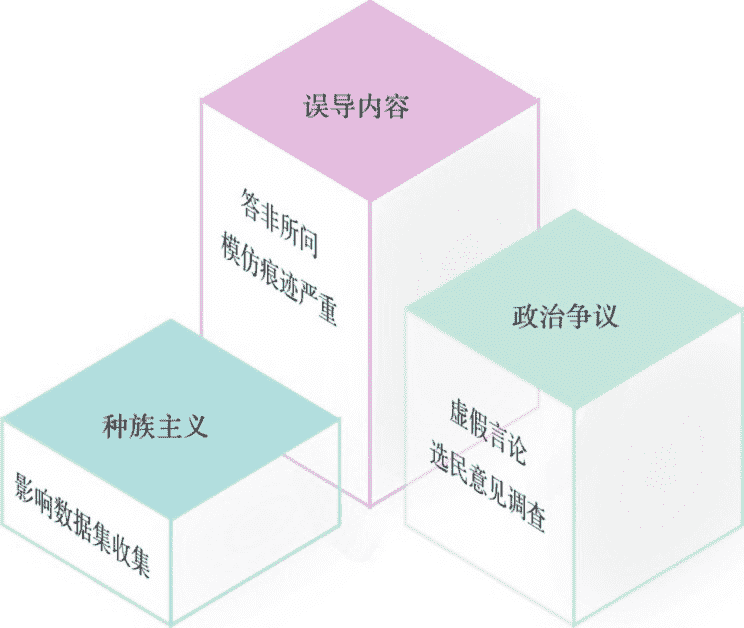 误导内容
答非所问
模仿痕迹严重
政治争议
虚假言论
选民意见调查
种族主义
影响数据集收集